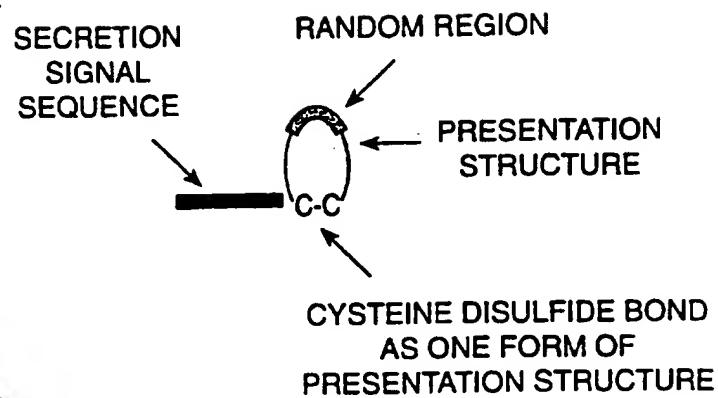 SECRETION
SIGNAL
SEQUENCE
RANDOM REGION
PRESENTATION
STRUCTURE
C-C
CYSTEINE DISULFIDE BOND
AS ONE FORM OF
PRESENTATION STRUCTURE